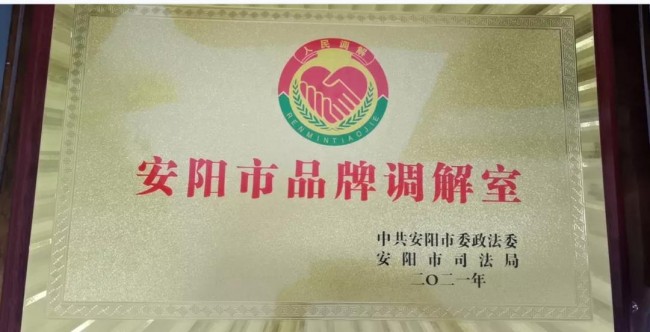 人民调解
RENMINTIAOJIE
安阳市品牌调解室
中共安阳市委政法委
安阳市司法局
二〇二一年